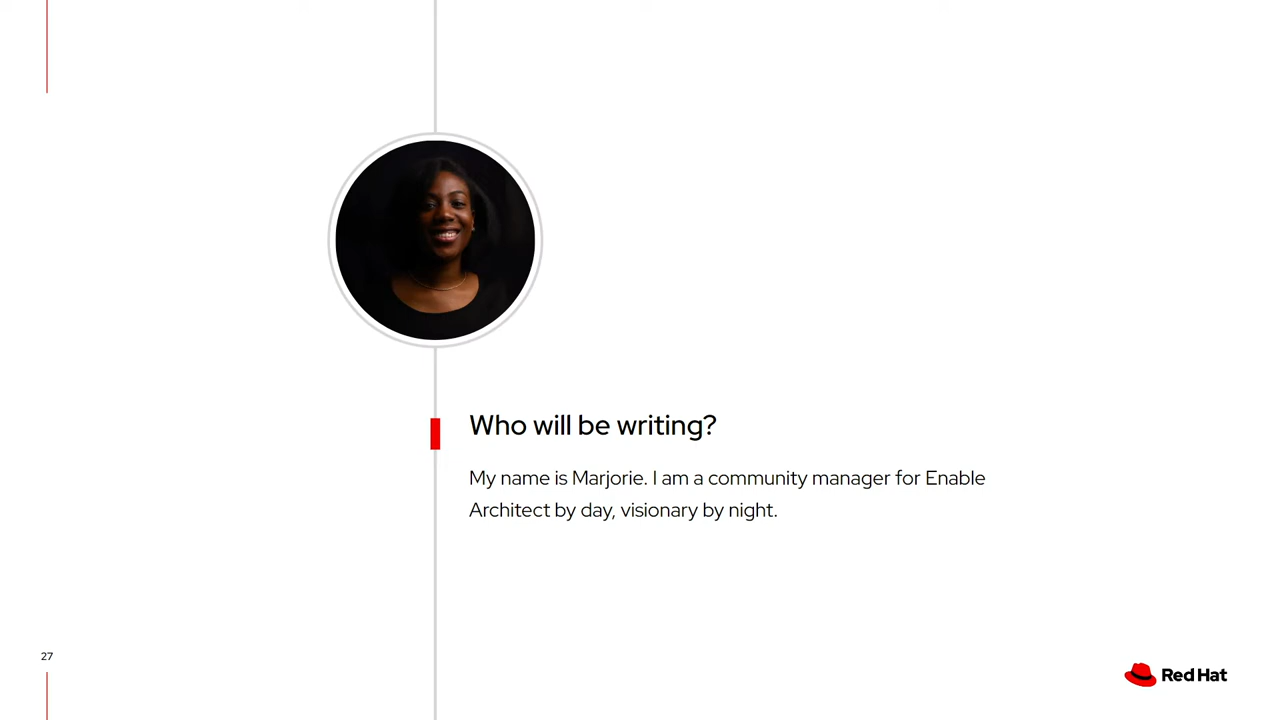 Who will be writing?
My name is Marjorie. I am a community manager for Enable
Architect by day, visionary by night.
27
Red Hat